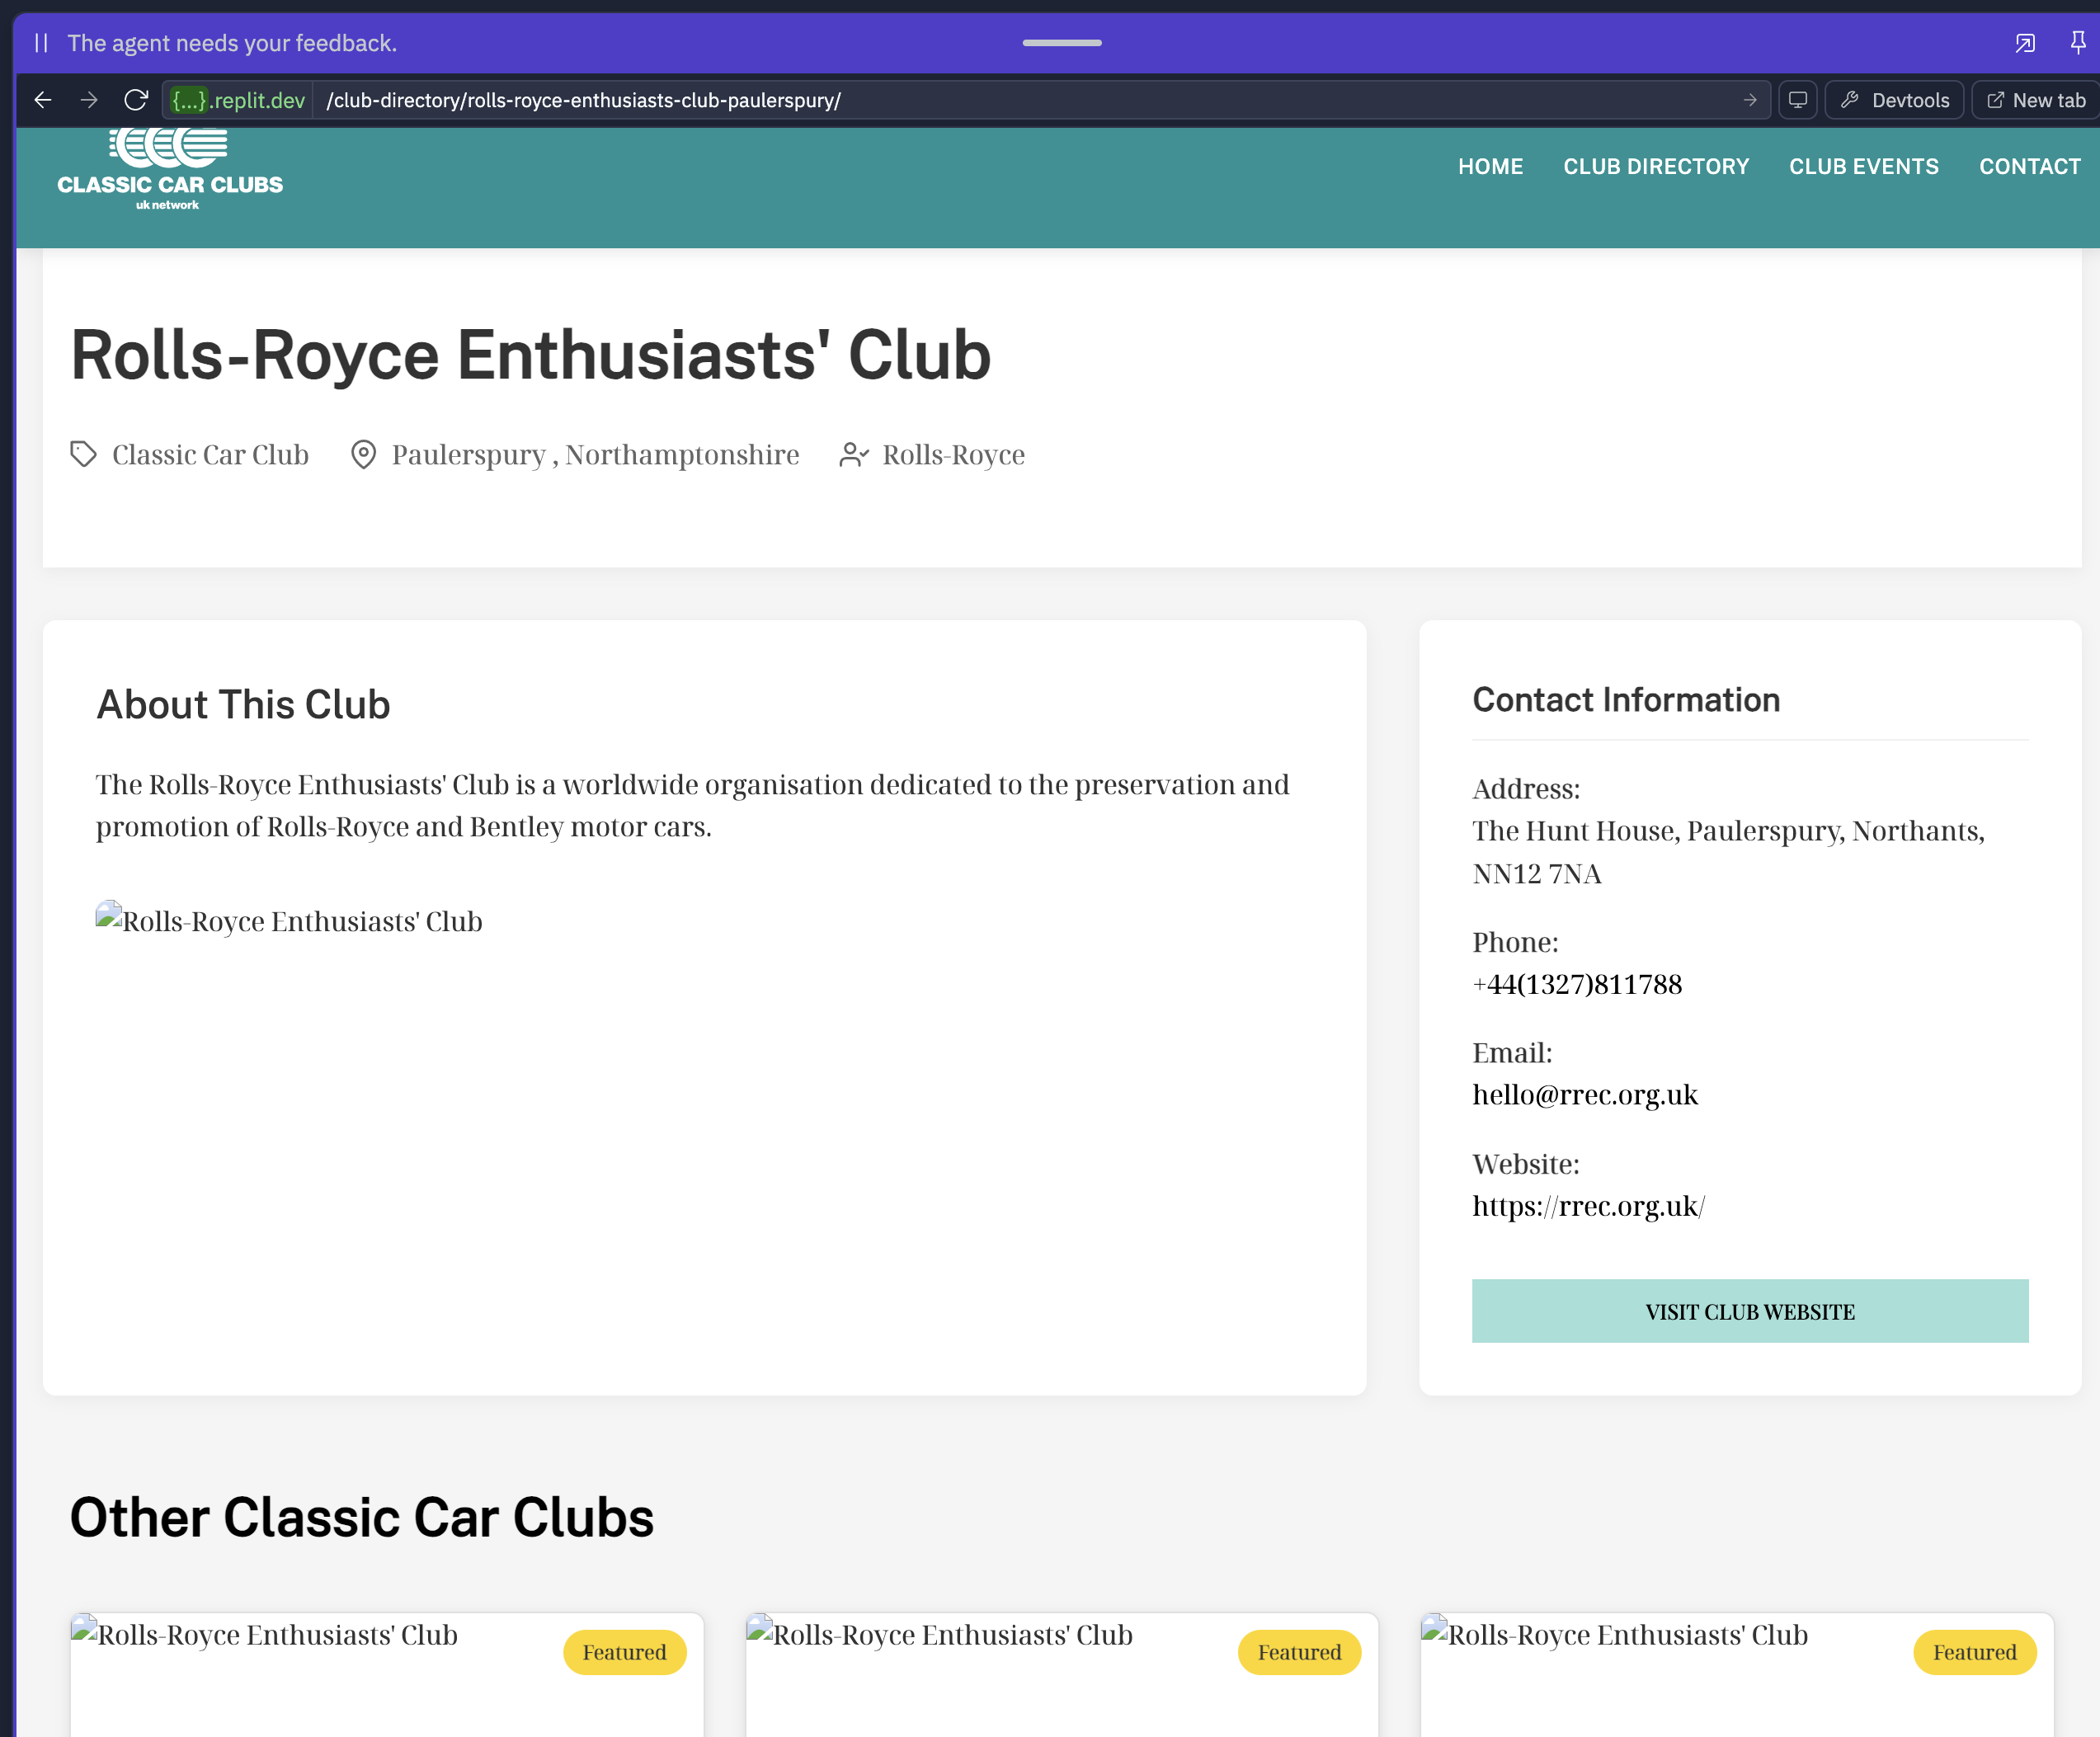 The agent needs your feedback.
{...}.replit.dev /club-directory/rolls-royce-enthusiasts-club-paulerspury/ Devtools New tab
CLASSIC CAR CLUBS
uk network
HOME CLUB DIRECTORY CLUB EVENTS CONTACT
Rolls-Royce Enthusiasts' Club
Classic Car Club Paulerspury , Northamptonshire Rolls-Royce
About This Club
The Rolls-Royce Enthusiasts' Club is a worldwide organisation dedicated to the preservation and
promotion of Rolls-Royce and Bentley motor cars.
Rolls-Royce Enthusiasts' Club
Contact Information
Address:
The Hunt House, Paulerspury, Northants,
NN12 7NA
Phone:
+44(1327)811788
Email:
hello@rrec.org.uk
Website:
https://rrec.org.uk/
VISIT CLUB WEBSITE
Other Classic Car Clubs
Rolls-Royce Enthusiasts' Club Featured
Rolls-Royce Enthusiasts' Club Featured
Rolls-Royce Enthusiasts' Club Featured